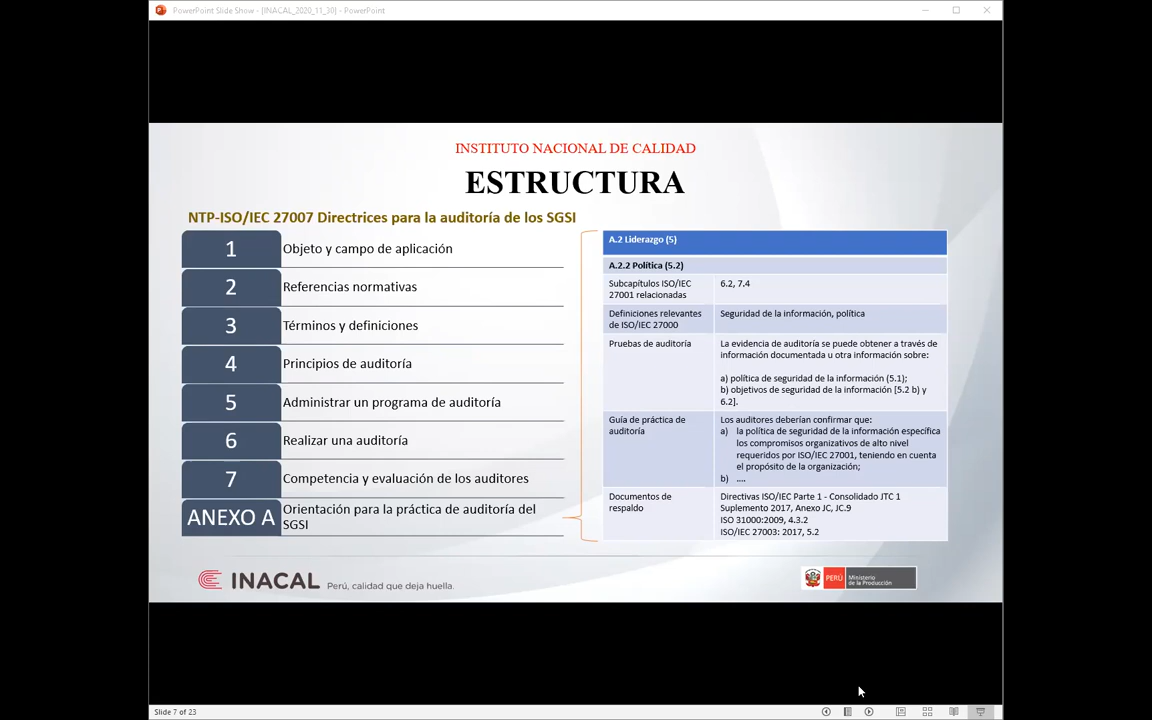 PowerPoint Slide Show - [INACAL_2020_11_30] - PowerPoint
INSTITUTO NACIONAL DE CALIDAD
ESTRUCTURA
NTP-ISO/IEC 27007 Directrices para la auditoría de los SGSI
1 Objeto y campo de aplicación
2 Referencias normativas
3 Términos y definiciones
4 Principios de auditoría
5 Administrar un programa de auditoría
6 Realizar una auditoría
7 Competencia y evaluación de los auditores
ANEXO A Orientación para la práctica de auditoría del
SGSI
A.2 Liderazgo (5)
A.2.2 Política (5.2)
Subcapítulos ISO/IEC
27001 relacionadas
6.2, 7.4
Definiciones relevantes
de ISO/IEC 27000
Seguridad de la información, política
Pruebas de auditoría
La evidencia de auditoría se puede obtener a través de
información documentada u otra información sobre:
a) política de seguridad de la información (5.1);
b) objetivos de seguridad de la información [5.2 b) y
6.2].
Guía de práctica de
auditoría
Los auditores deberían confirmar que:
a) la política de seguridad de la información específica
los compromisos organizativos de alto nivel
requeridos por ISO/IEC 27001, teniendo en cuenta
el propósito de la organización;
b) ....
Documentos de
respaldo
Directivas ISO/IEC Parte 1 - Consolidado JTC 1
Suplemento 2017, Anexo JC, JC.9
ISO 31000:2009, 4.3.2
ISO/IEC 27003: 2017, 5.2
INACAL Perú, calidad que deja huella.
PERÚ Ministerio
de la Producción
Slide 7 of 23